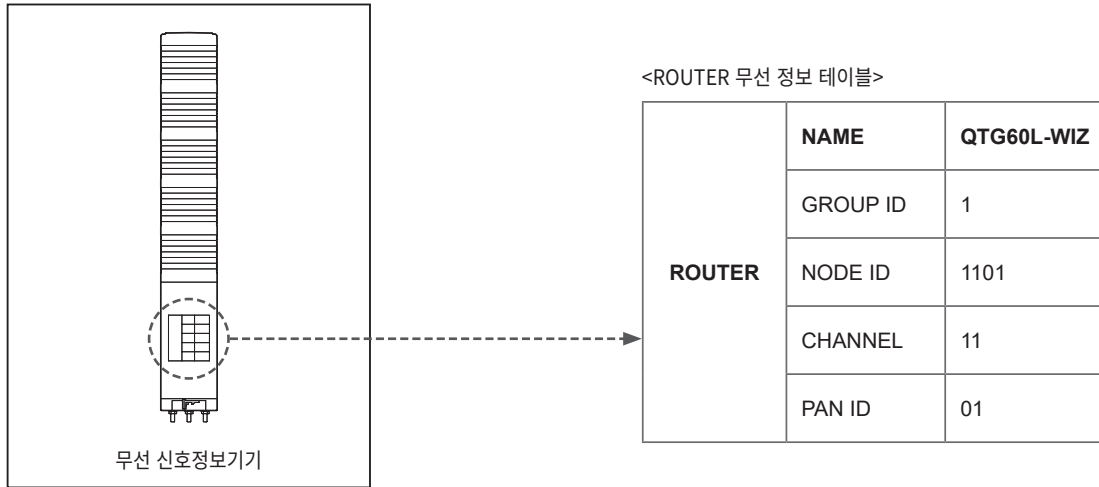 <ROUTER 무선 정보 테이블>
ROUTER
NAME QTG60L-WIZ
GROUP ID 1
NODE ID 1101
CHANNEL 11
PAN ID 01
무선 신호정보기기